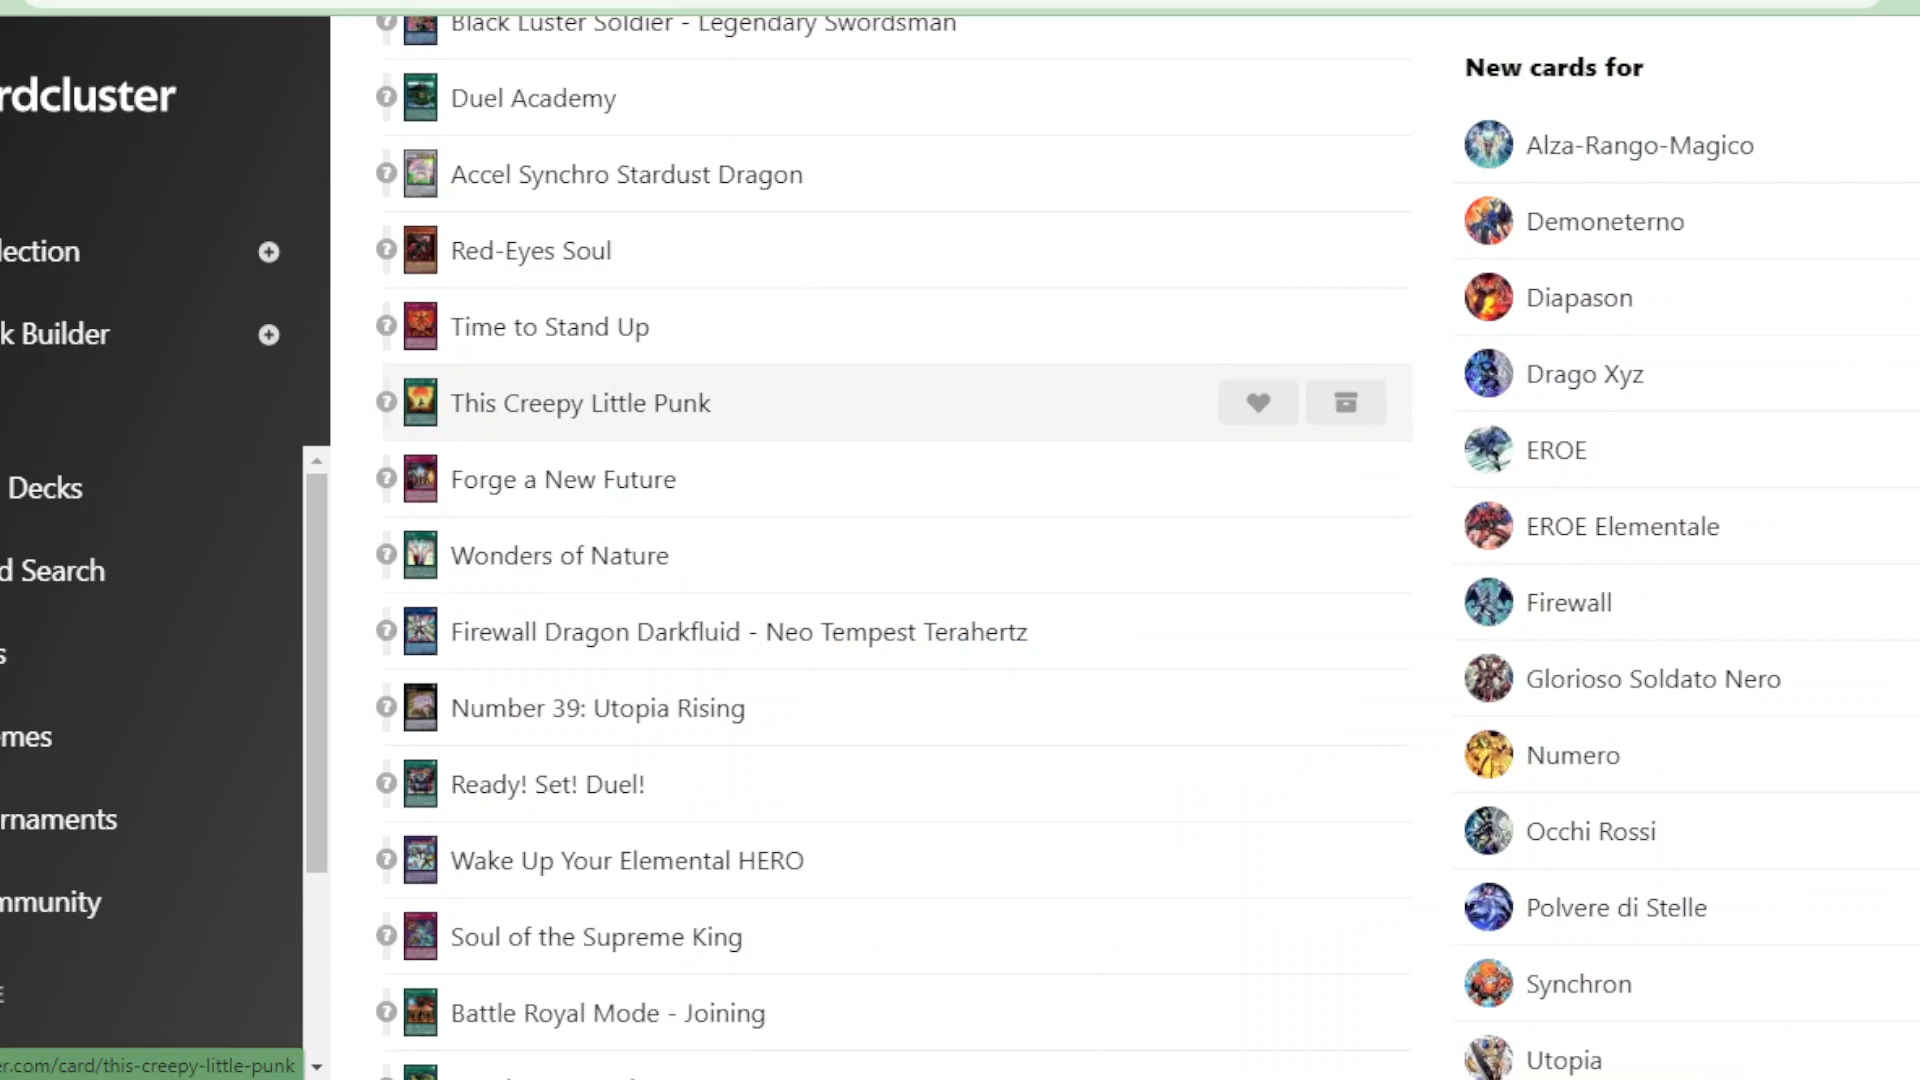 rdcluster
lection
k Builder
Decks
d Search
s
emes
rnaments
mmunity
E
er.com/card/this-creepy-little-punk
Black Luster Soldier - Legendary Swordsman
Duel Academy
Accel Synchro Stardust Dragon
Red-Eyes Soul
Time to Stand Up
This Creepy Little Punk
Forge a New Future
Wonders of Nature
Firewall Dragon Darkfluid - Neo Tempest Terahertz
Number 39: Utopia Rising
Ready! Set! Duel!
Wake Up Your Elemental HERO
Soul of the Supreme King
Battle Royal Mode - Joining
New cards for
Alza-Rango-Magico
Demoneterno
Diapason
Drago Xyz
EROE
EROE Elementale
Firewall
Glorioso Soldato Nero
Numero
Occhi Rossi
Polvere di Stelle
Synchron
Utopia